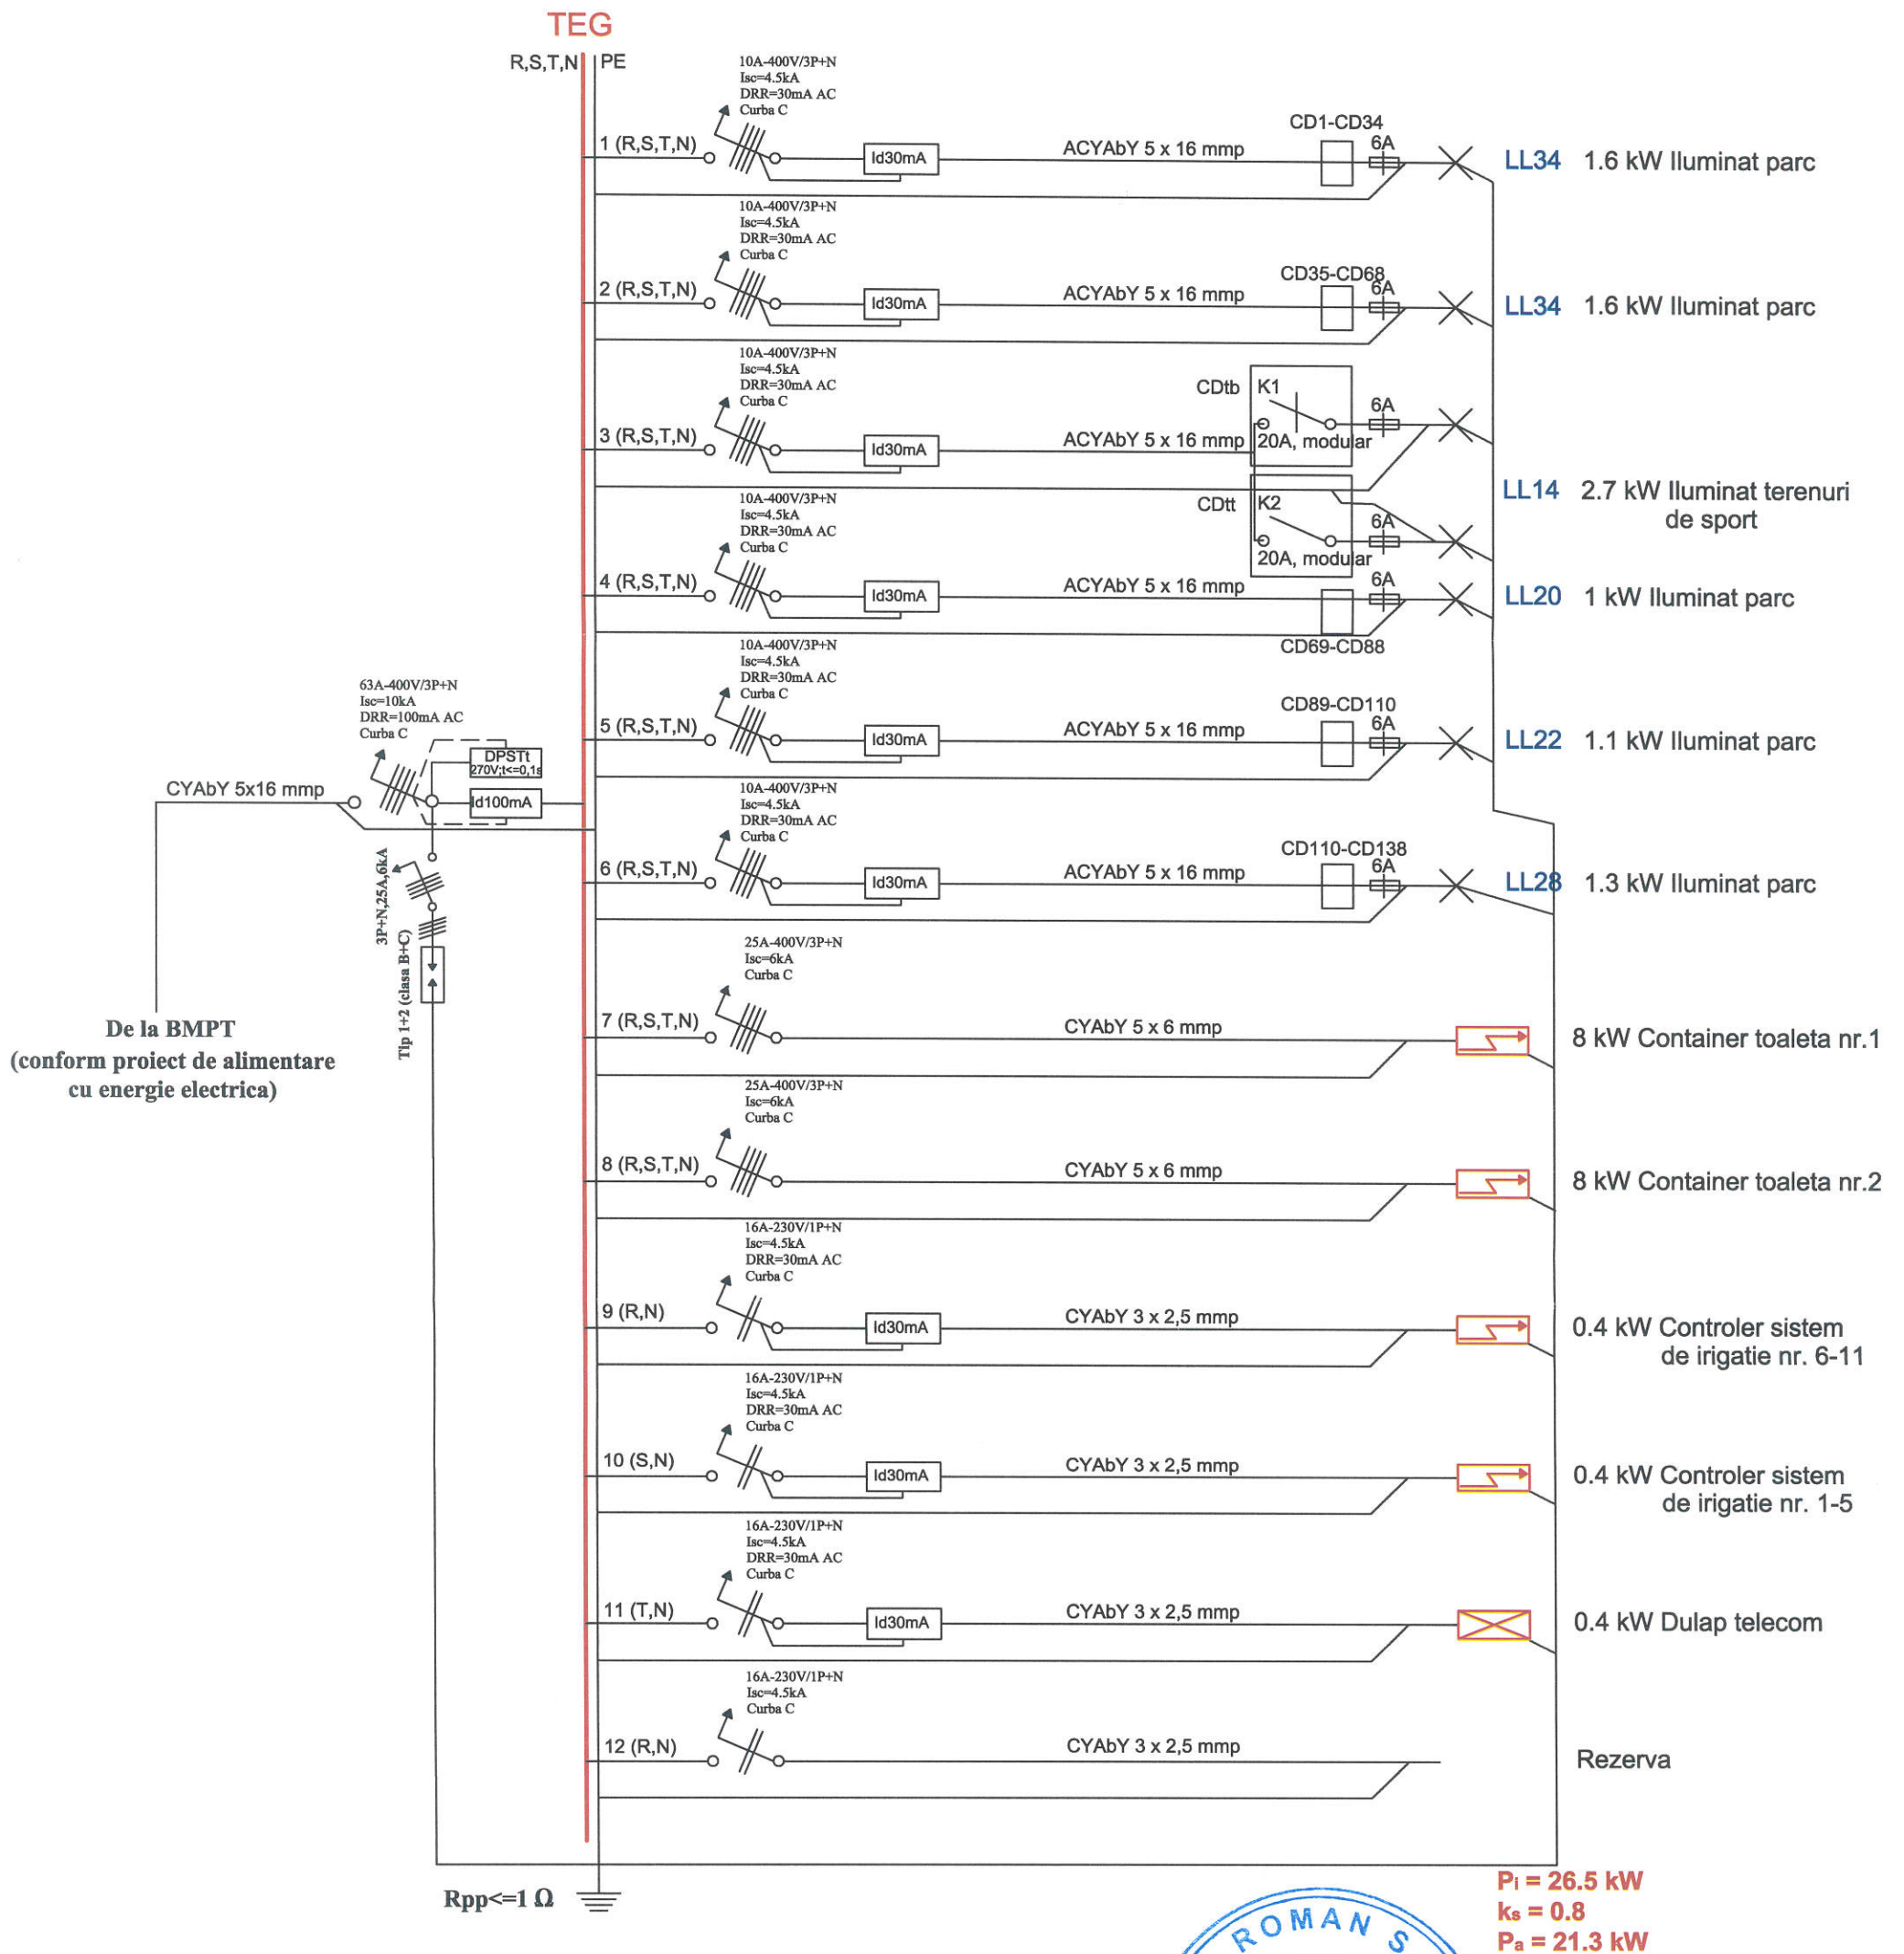 TEG
R,S,T,N PE
10A-400V/3P+N
Isc=4.5kA
DRR=30mA AC
Curba C
1 (R,S,T,N)
Id30mA
ACYAbY 5 x 16 mmp
CD1-CD34
6A
LL34 1.6 kW Iluminat parc
10A-400V/3P+N
Isc=4.5kA
DRR=30mA AC
Curba C
2 (R,S,T,N)
Id30mA
ACYAbY 5 x 16 mmp
CD35-CD68
6A
LL34 1.6 kW Iluminat parc
10A-400V/3P+N
Isc=4.5kA
DRR=30mA AC
Curba C
3 (R,S,T,N)
Id30mA
ACYAbY 5 x 16 mmp
CDtb
K1
20A, modular
6A
CDtt
K2
20A, modular
6A
LL14 2.7 kW Iluminat terenuri
de sport
10A-400V/3P+N
Isc=4.5kA
DRR=30mA AC
Curba C
4 (R,S,T,N)
Id30mA
ACYAbY 5 x 16 mmp
6A
CD69-CD88
LL20 1 kW Iluminat parc
10A-400V/3P+N
Isc=4.5kA
DRR=30mA AC
Curba C
5 (R,S,T,N)
Id30mA
ACYAbY 5 x 16 mmp
CD89-CD110
6A
LL22 1.1 kW Iluminat parc
63A-400V/3P+N
Isc=10kA
DRR=100mA AC
Curba C
DPSTt
270V;t<=0,1s
Id100mA
CYAbY 5x16 mmp
3P+N,25A,6kA
Tip 1+2 (clasa B+C)
De la BMPT
(conform proiect de alimentare
cu energie electrica)
10A-400V/3P+N
Isc=4.5kA
DRR=30mA AC
Curba C
6 (R,S,T,N)
Id30mA
ACYAbY 5 x 16 mmp
CD110-CD138
6A
LL28 1.3 kW Iluminat parc
25A-400V/3P+N
Isc=6kA
Curba C
7 (R,S,T,N)
CYAbY 5 x 6 mmp
8 kW Container toaleta nr.1
25A-400V/3P+N
Isc=6kA
Curba C
8 (R,S,T,N)
CYAbY 5 x 6 mmp
8 kW Container toaleta nr.2
16A-230V/1P+N
Isc=4.5kA
DRR=30mA AC
Curba C
9 (R,N)
Id30mA
CYAbY 3 x 2,5 mmp
0.4 kW Controler sistem
de irigatie nr. 6-11
16A-230V/1P+N
Isc=4.5kA
DRR=30mA AC
Curba C
10 (S,N)
Id30mA
CYAbY 3 x 2,5 mmp
0.4 kW Controler sistem
de irigatie nr. 1-5
16A-230V/1P+N
Isc=4.5kA
DRR=30mA AC
Curba C
11 (T,N)
Id30mA
CYAbY 3 x 2,5 mmp
0.4 kW Dulap telecom
16A-230V/1P+N
Isc=4.5kA
Curba C
12 (R,N)
CYAbY 3 x 2,5 mmp
Rezerva
Rpp<=1 Ω
Pi = 26.5 kW
ks = 0.8
Pa = 21.3 kW
ROMAN S